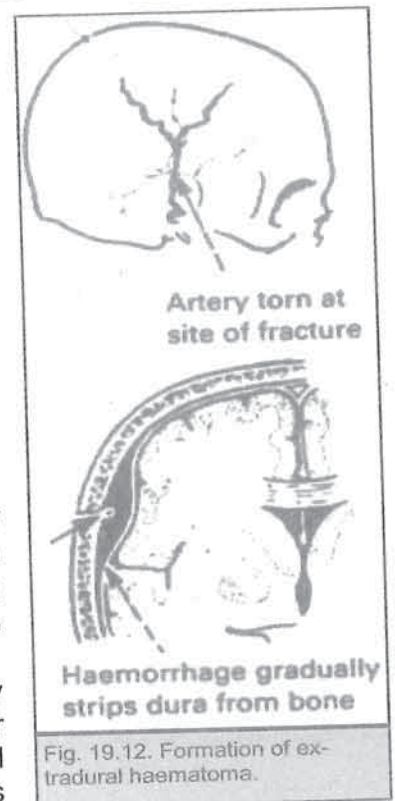 Artery torn at
site of fracture
Haemorrhage gradually
strips dura from bone
Fig. 19.12. Formation of ex-
tradural haematoma.